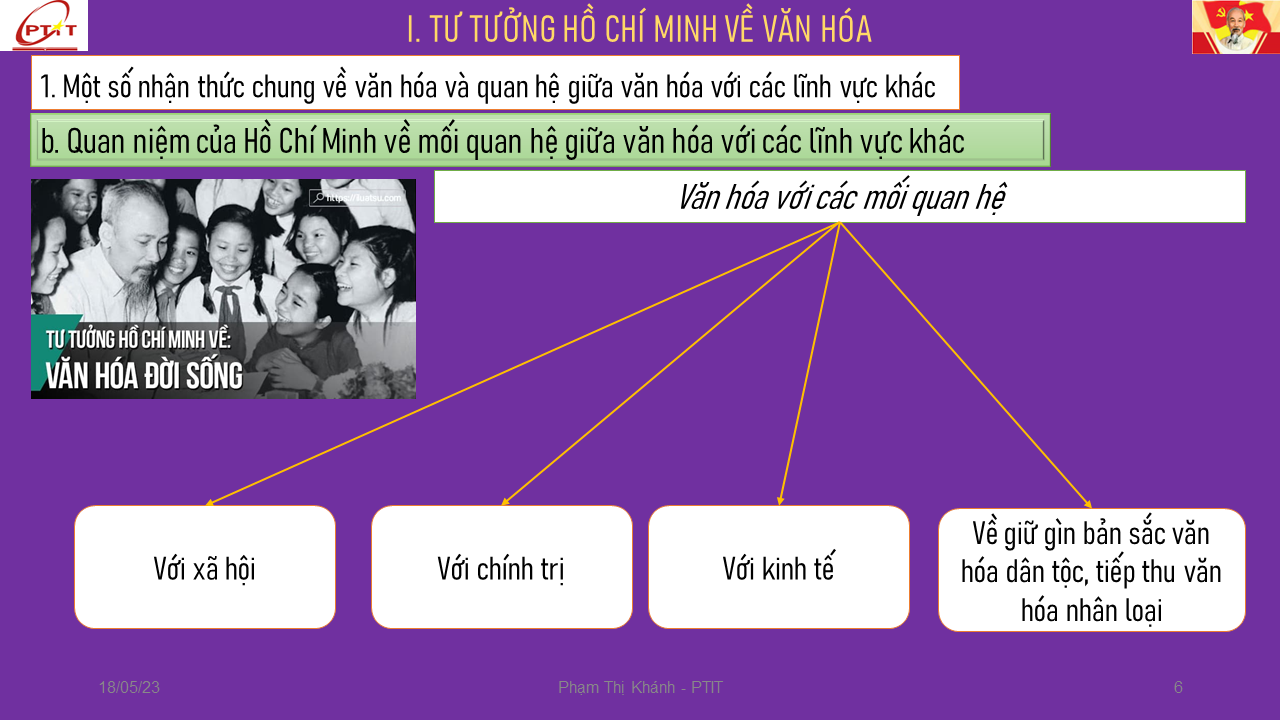 PTIT
I. TƯ TƯỞNG HỒ CHÍ MINH VỀ VĂN HÓA
1. Một số nhận thức chung về văn hóa và quan hệ giữa văn hóa với các lĩnh vực khác
b. Quan niệm của Hồ Chí Minh về mối quan hệ giữa văn hóa với các lĩnh vực khác
https://luatsu.com
TƯ TƯỞNG HỒ CHÍ MINH VỀ:
VĂN HÓA ĐỜI SỐNG
Văn hóa với các mối quan hệ
Với xã hội
Với chính trị
Với kinh tế
Về giữ gìn bản sắc văn
hóa dân tộc, tiếp thu văn
hóa nhân loại
18/05/23
Phạm Thị Khánh - PTIT
6